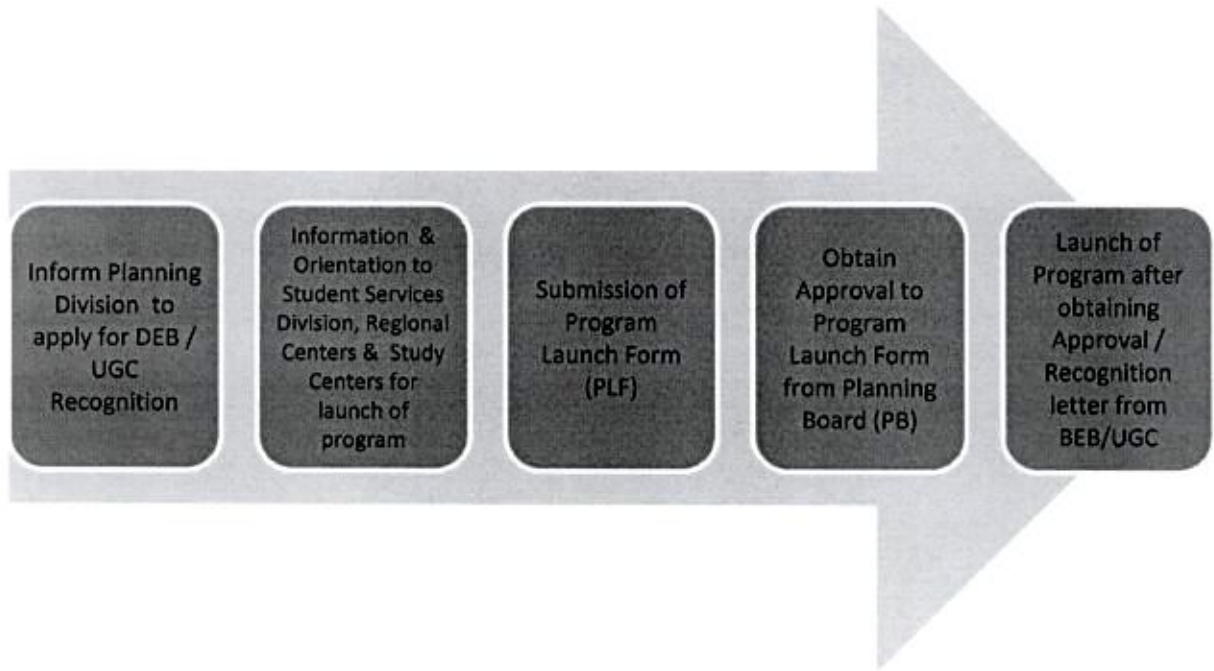 Inform Planning
Division to
apply for DEB /
UGC
Recognition
Information &
Orientation to
Student Services
Division, Regional
Centers & Study
Centers for
launch of
program
Submission of
Program
Launch Form
(PLF)
Obtain
Approval to
Program
Launch Form
from Planning
Board (PB)
Launch of
Program after
obtaining
Approval /
Recognition
letter from
BEB/UGC